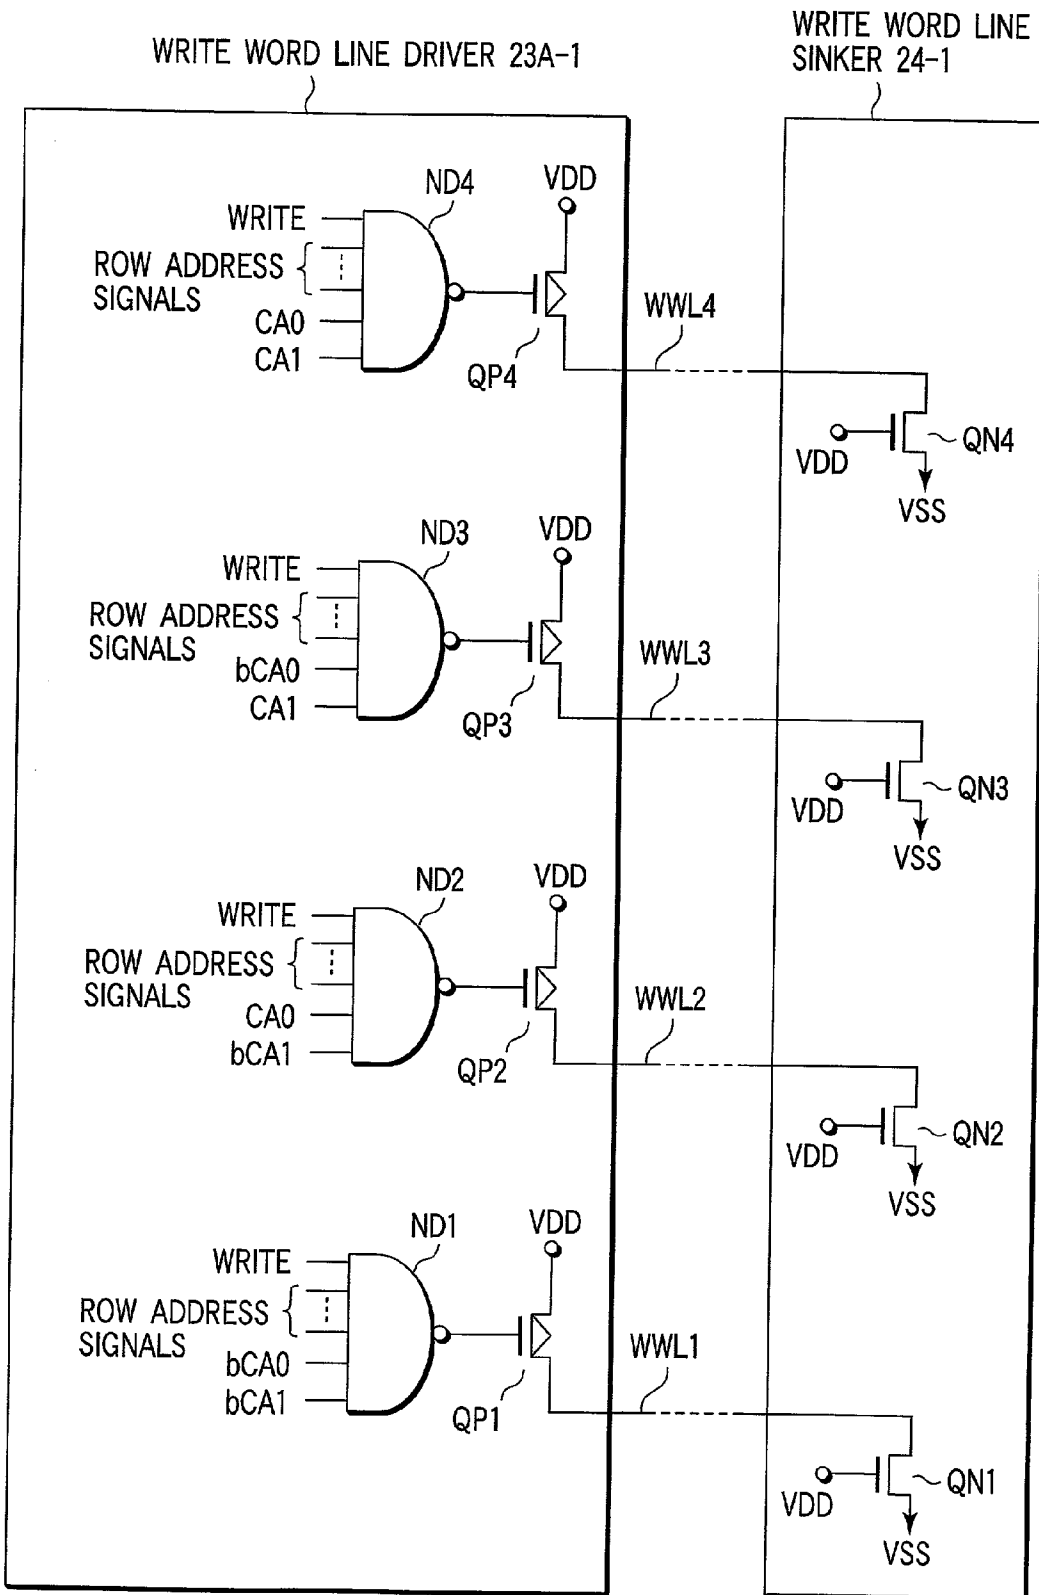 WRITE WORD LINE DRIVER 23A-1
WRITE WORD LINE
SINKER 24-1
ND4
VDD
WRITE
ROW ADDRESS
SIGNALS
CA0
CA1
QP4
WWL4
VDD
QN4
VSS
ND3
VDD
WRITE
ROW ADDRESS
SIGNALS
bCA0
CA1
QP3
WWL3
VDD
QN3
VSS
ND2
VDD
WRITE
ROW ADDRESS
SIGNALS
CA0
bCA1
QP2
WWL2
VDD
QN2
VSS
ND1
VDD
WRITE
ROW ADDRESS
SIGNALS
bCA0
bCA1
QP1
WWL1
VDD
QN1
VSS